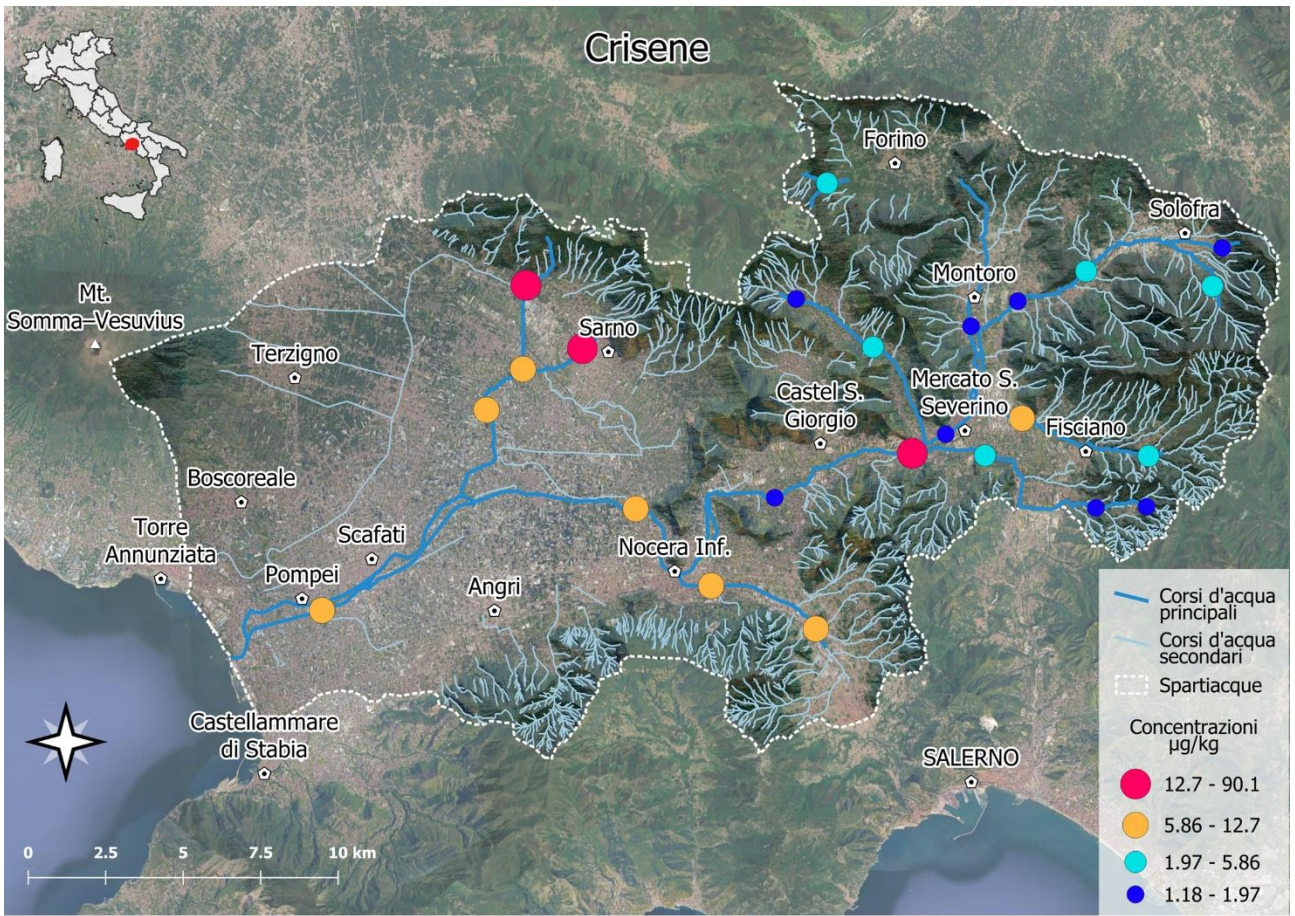 Crisene
Forino
Solofra
Montoro
Mt.
Somma–Vesuvius
Sarno
Terzigno
Castel S.
Giorgio
Mercato S.
Severino
Fisciano
Boscoreale
Torre
Annunziata
Scafati
Pompei
Nocera Inf.
Angri
Castellammare
di Stabia
SALERNO
0 2.5 5 7.5 10 km
Corsi d'acqua
principali
Corsi d'acqua
secondari
Spartiacque
Concentrazioni
µg/kg
12.7 - 90.1
5.86 - 12.7
1.97 - 5.86
1.18 - 1.97